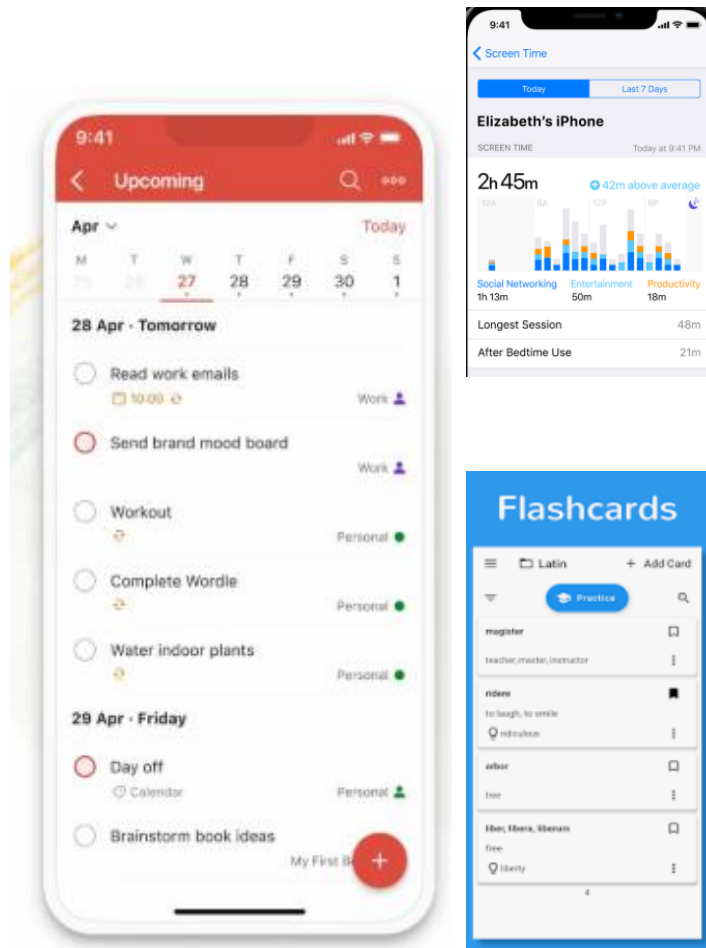 9:41
Upcoming
Apr
Today
M T W T F S S
25 26 27 28 29 30 1
28 Apr · Tomorrow
Read work emails
10:00
Work
Send brand mood board
Work
Workout
Personal
Complete Wordle
Personal
Water indoor plants
Personal
29 Apr · Friday
Day off
Calendar
Personal
Brainstorm book ideas
My First
9:41
Screen Time
Today
Last 7 Days
Elizabeth's iPhone
SCREEN TIME
Today at 9:41 PM
2h 45m
42m above average
12A 6A 12P 6P
Social Networking Entertainment Productivity
1h 13m 50m 18m
Longest Session 48m
After Bedtime Use 21m
Flashcards
Latin
+ Add Card
Practice
magister
teacher, master, instructor
ridere
to laugh, to smile
ridiculous
arbor
tree
liber, libera, liberum
free
liberty
4